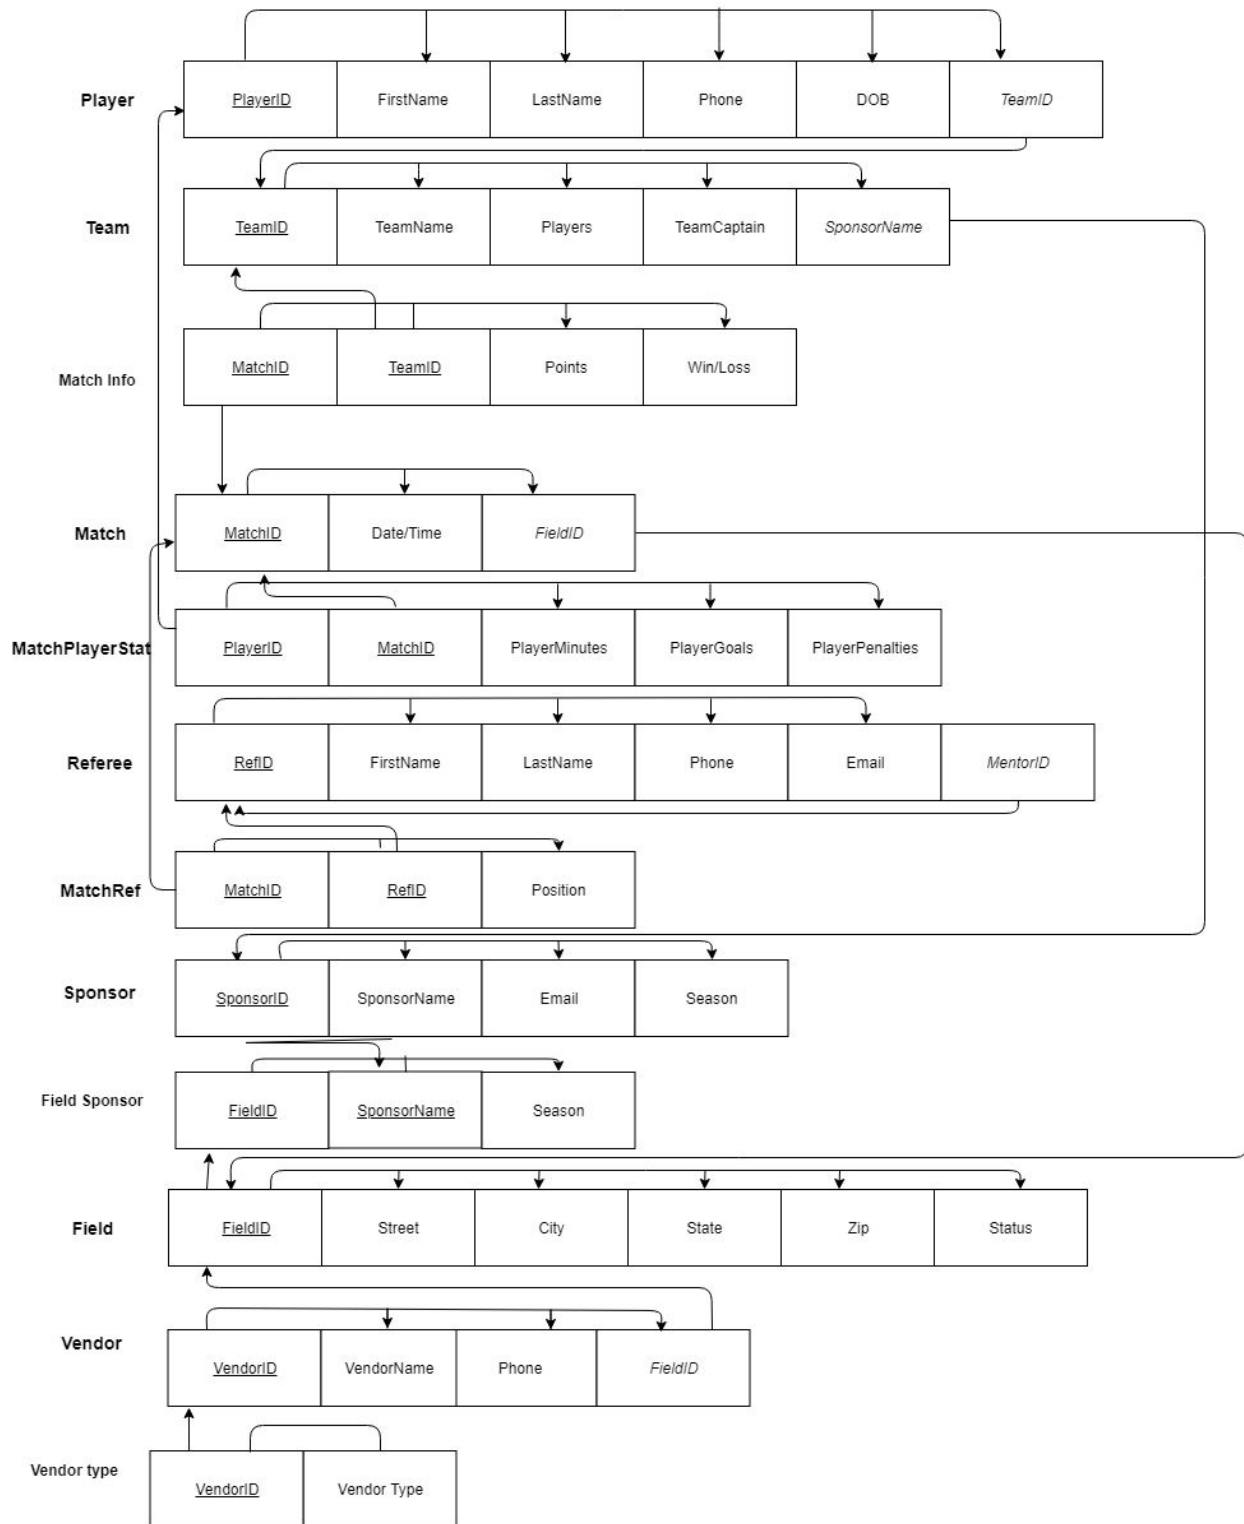 Player PlayerID FirstName LastName Phone DOB TeamID
Team TeamID TeamName Players TeamCaptain SponsorName
Match Info MatchID TeamID Points Win/Loss
Match MatchID Date/Time FieldID
MatchPlayerStat PlayerID MatchID PlayerMinutes PlayerGoals PlayerPenalties
Referee RefID FirstName LastName Phone Email MentorID
MatchRef MatchID RefID Position
Sponsor SponsorID SponsorName Email Season
Field Sponsor FieldID SponsorName Season
Field FieldID Street City State Zip Status
Vendor VendorID VendorName Phone FieldID
Vendor type VendorID Vendor Type